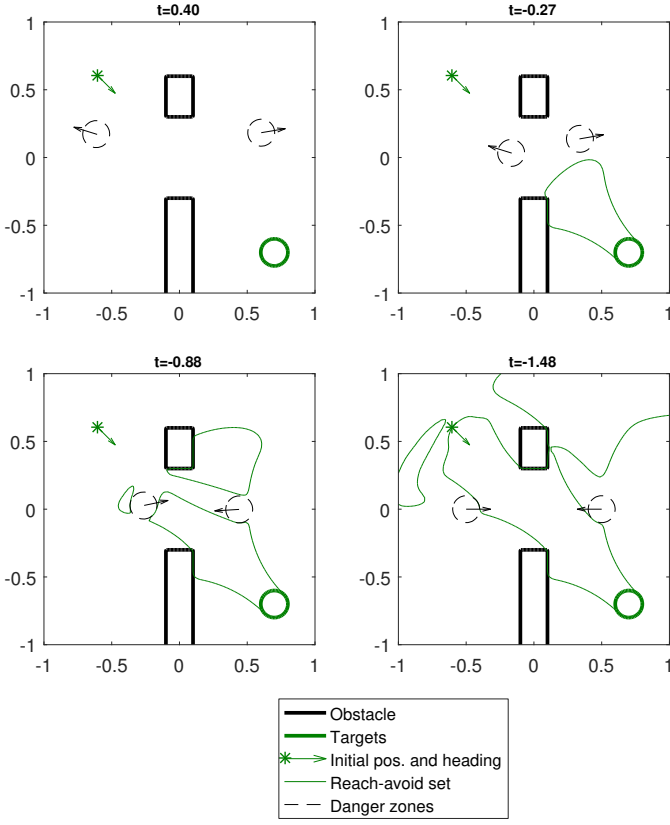 t=0.40
t=-0.27
1
0.5
0
-0.5
-1
-1 -0.5 0 0.5 1
1
0.5
0
-0.5
-1
-1 -0.5 0 0.5 1
t=-0.88
t=-1.48
1
0.5
0
-0.5
-1
-1 -0.5 0 0.5 1
1
0.5
0
-0.5
-1
-1 -0.5 0 0.5 1
Obstacle
Targets
Initial pos. and heading
Reach-avoid set
Danger zones